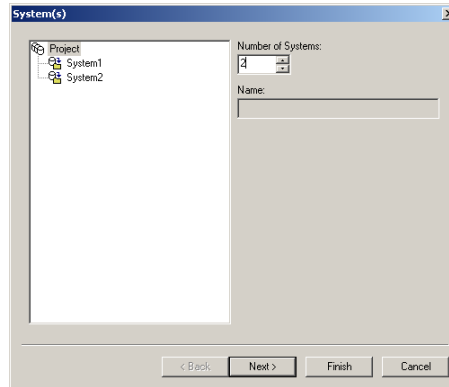 System(s)
Project
System1
System2
Number of Systems:
2
Name:
< Back
Next >
Finish
Cancel